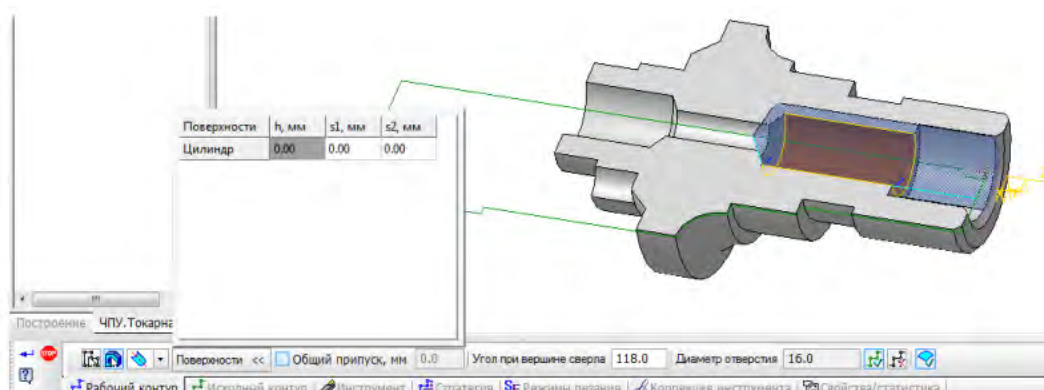 Поверхности h, мм s1, мм s2, мм
Цилиндр 0.00 0.00 0.00
Построение ЧПУ.Токарна
STOP Поверхности << Общий припуск, мм 0.0 Угол при вершине сверла 118.0 Диаметр отверстия 16.0
Рабочий контур Исходный контур Инструмент Стратегия Режимы резания Коррекция инструмента Свойства/статистика